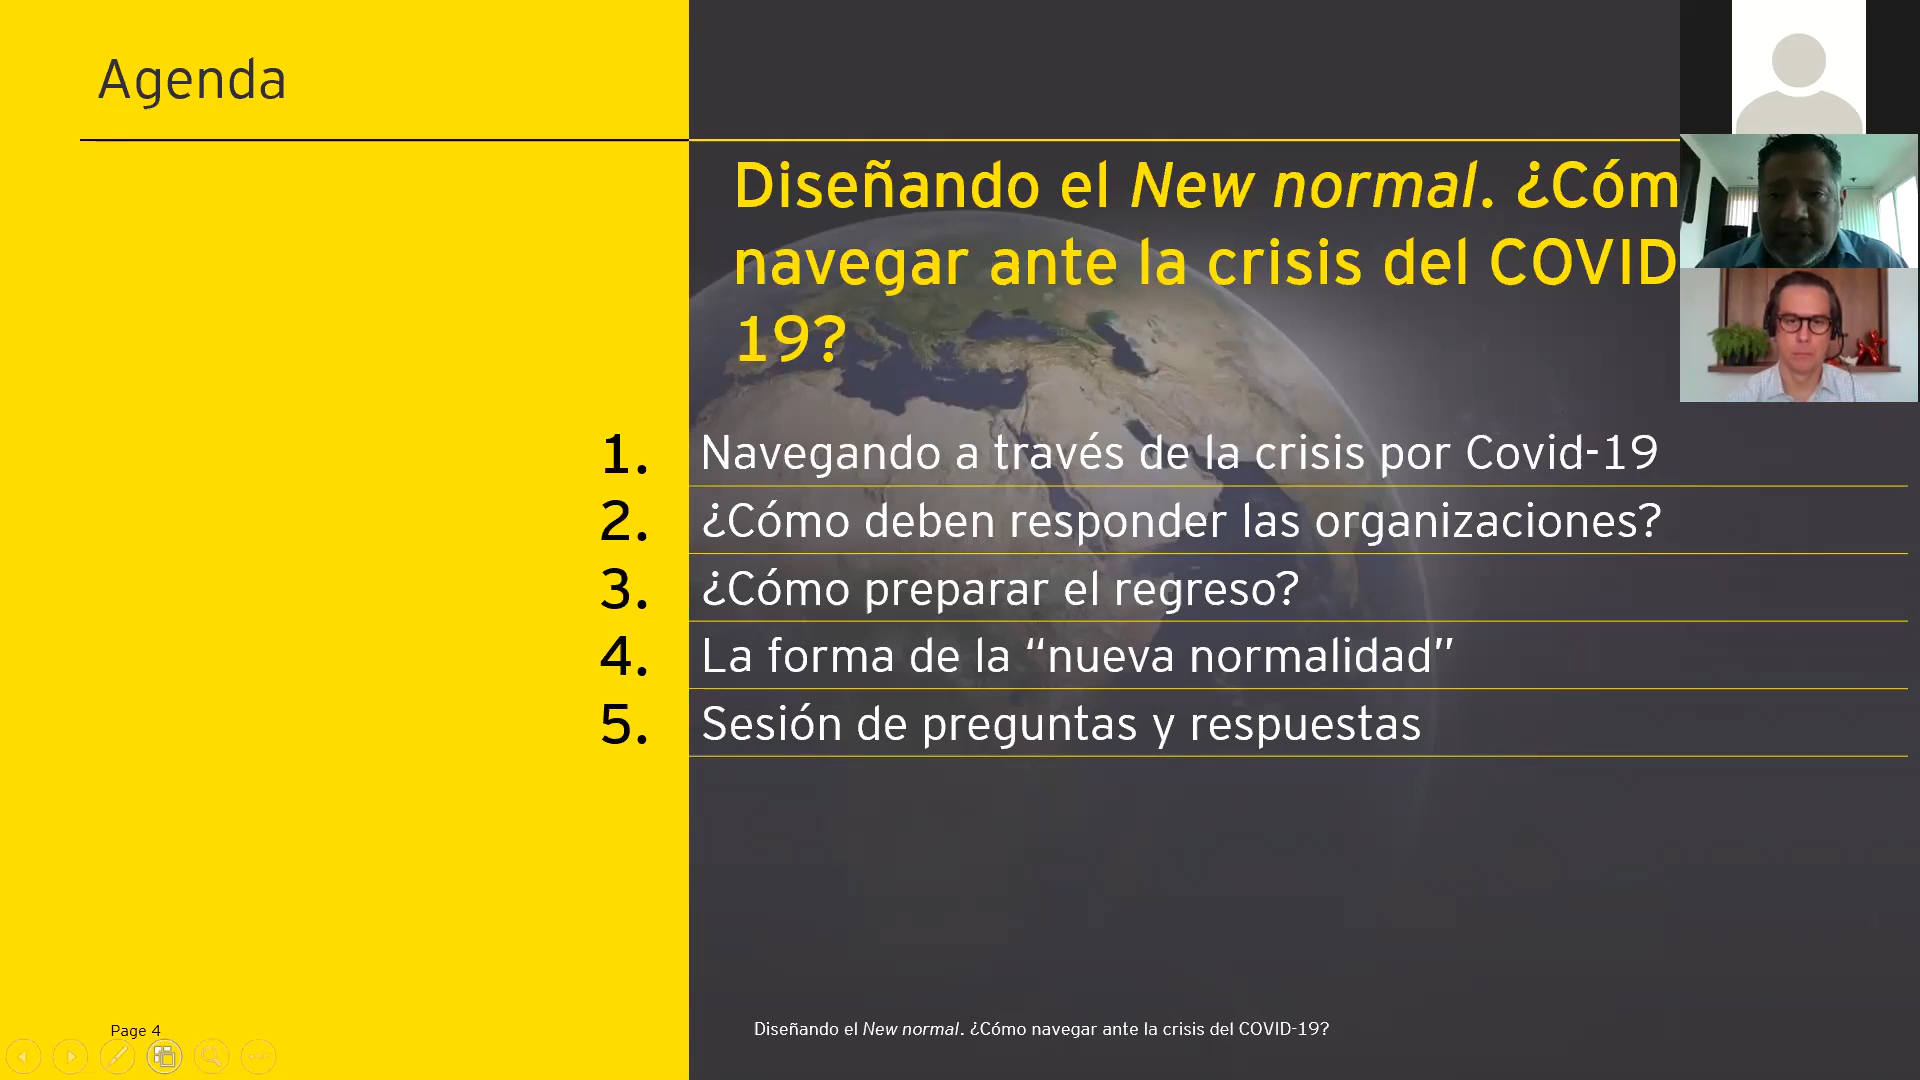 Agenda
Diseñando el New normal. ¿Cóm
navegar ante la crisis del COVID
19?
1. Navegando a través de la crisis por Covid-19
2. ¿Cómo deben responder las organizaciones?
3. ¿Cómo preparar el regreso?
4. La forma de la “nueva normalidad”
5. Sesión de preguntas y respuestas
Page 4
Diseñando el New normal. ¿Cómo navegar ante la crisis del COVID-19?